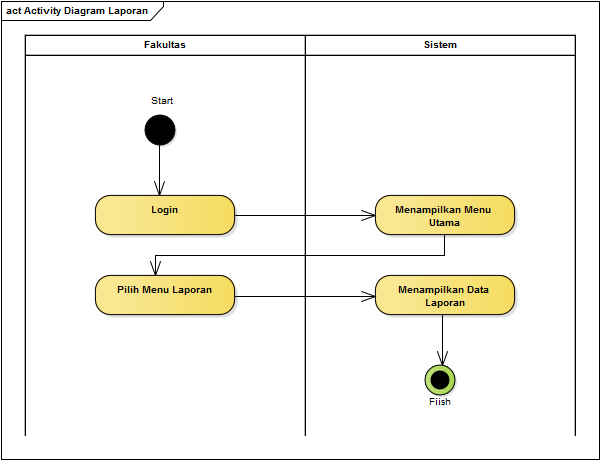 act Activity Diagram Laporan
Fakultas
Sistem
Start
Login
Menampilkan Menu
Utama
Pilih Menu Laporan
Menampilkan Data
Laporan
Fiish